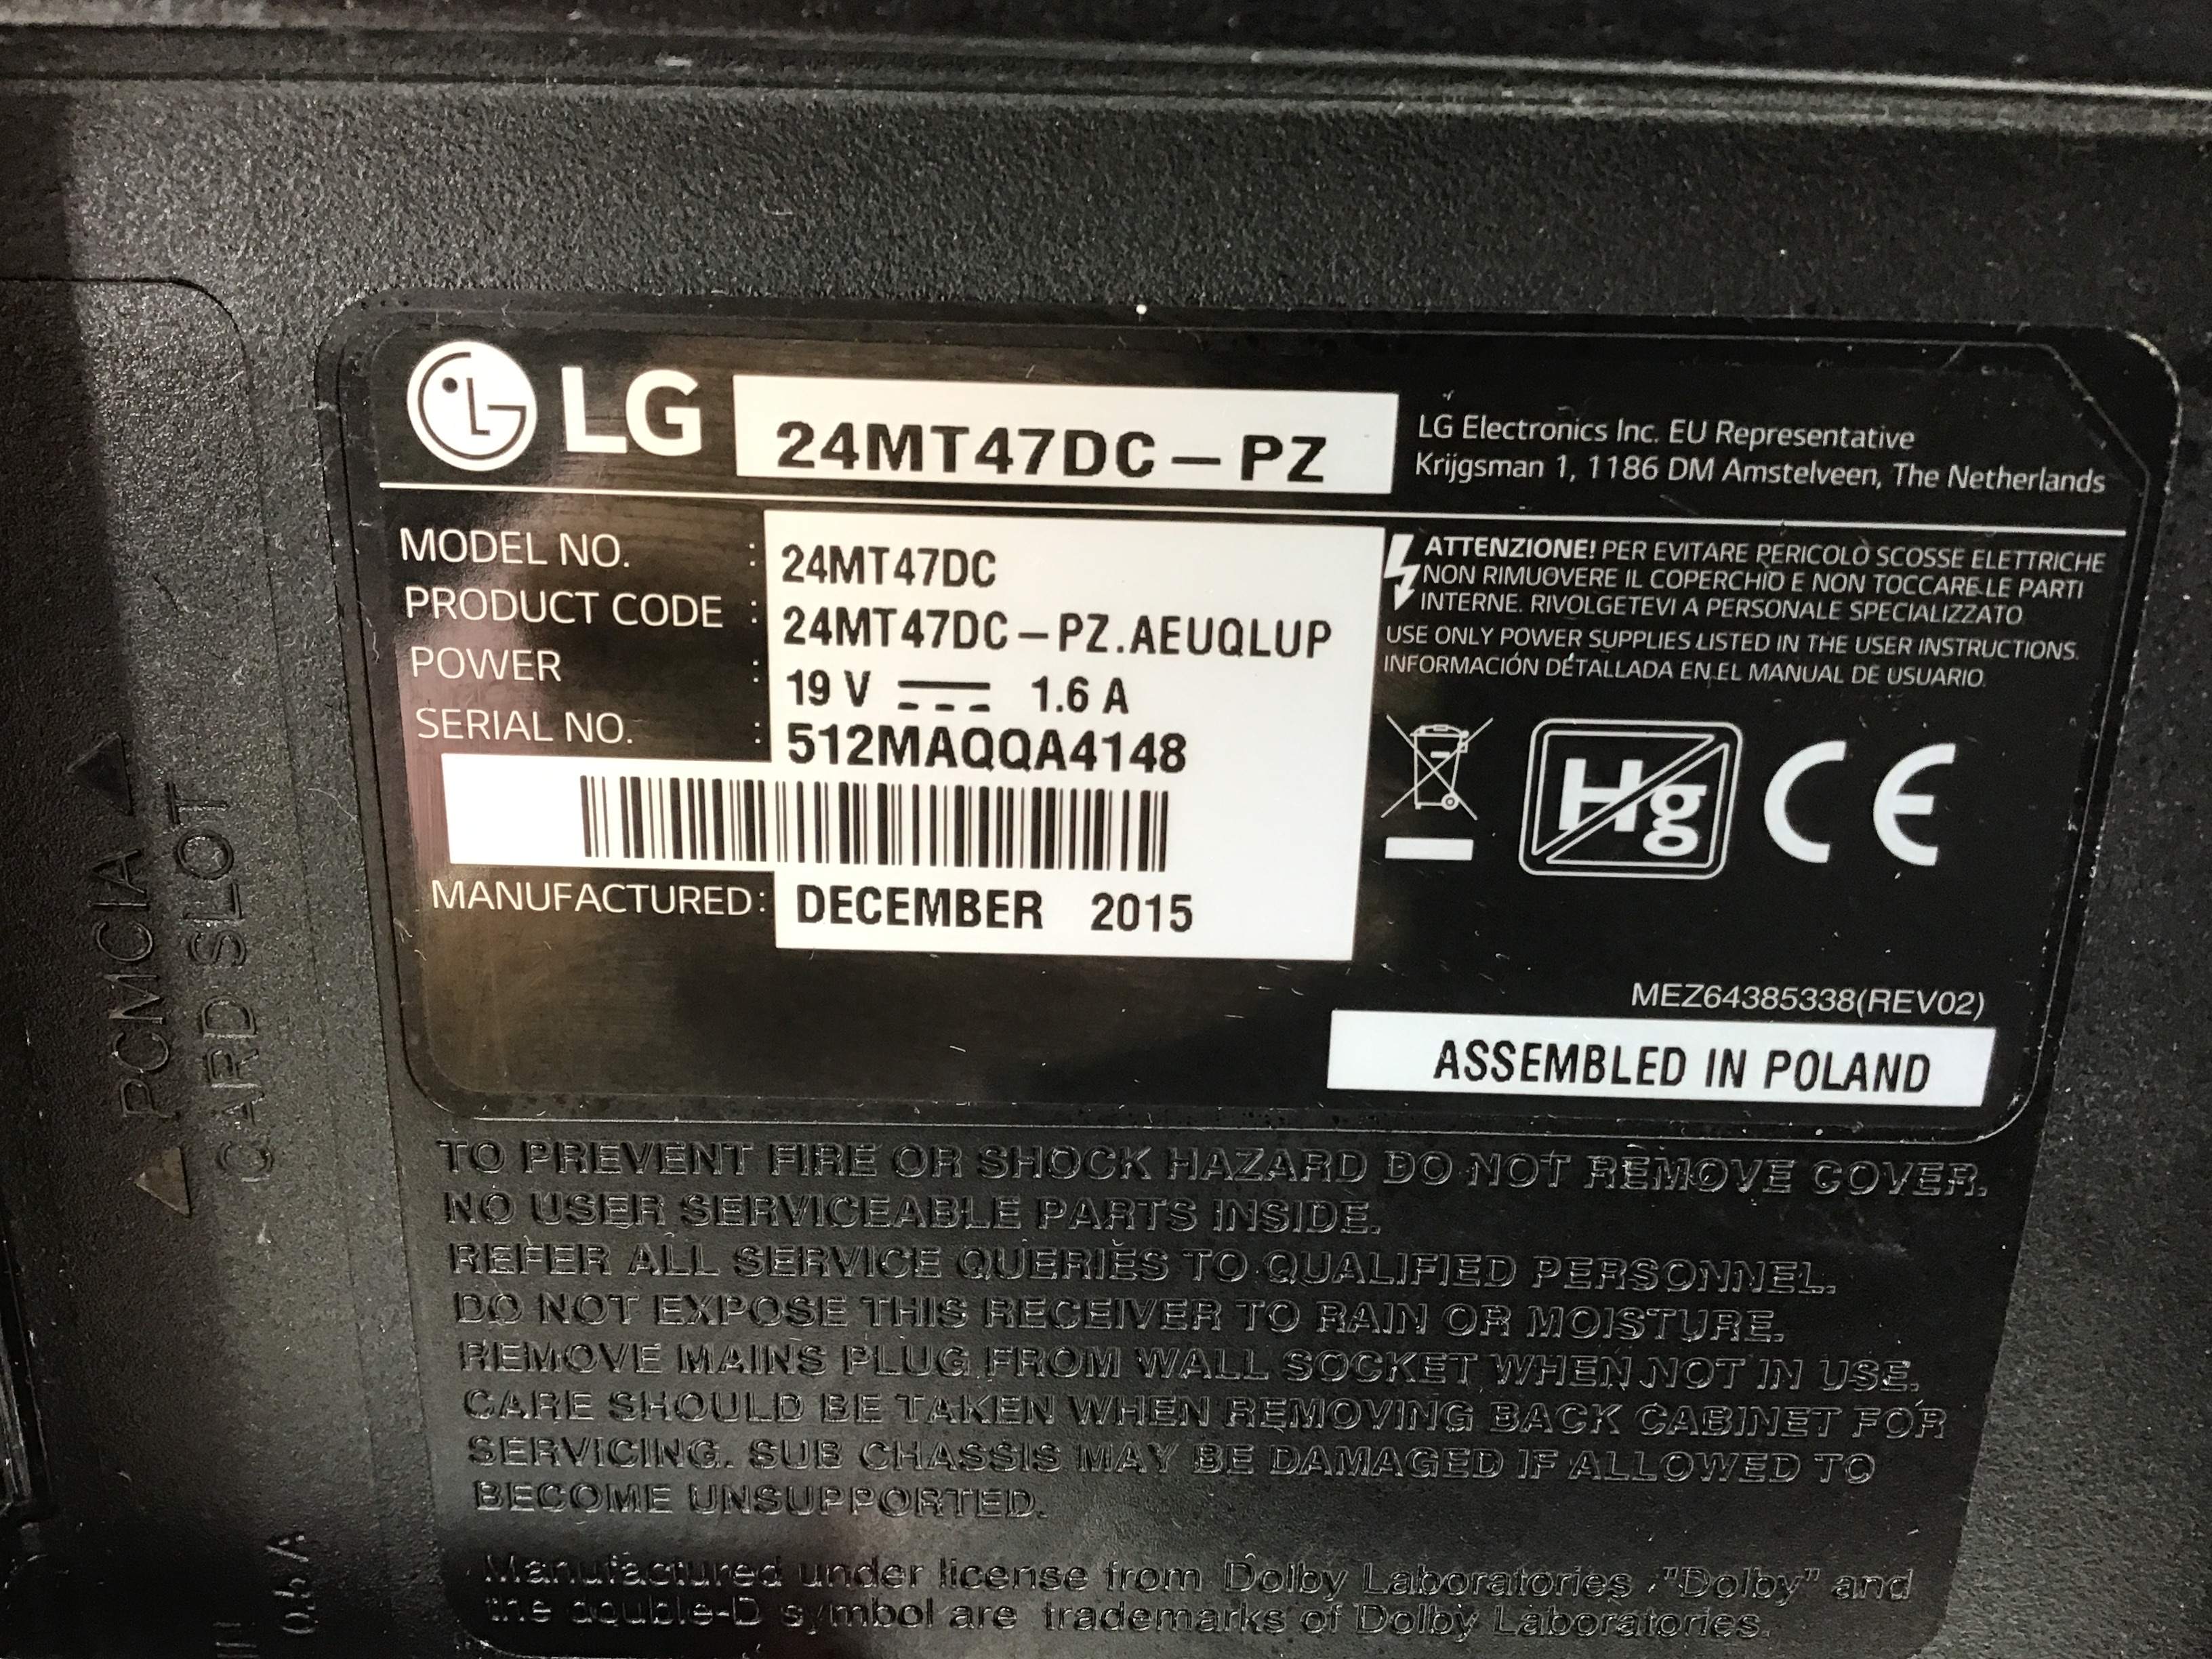 LG 24MT47DC-PZ
LG Electronics Inc. EU Representative
Krijgsman 1, 1186 DM Amstelveen, The Netherlands
MODEL NO. : 24MT47DC
PRODUCT CODE : 24MT47DC-PZ.AEUQLUP
POWER : 19 V 1.6 A
SERIAL NO. : 512MAQQA4148
MANUFACTURED: DECEMBER 2015
ATTENZIONE! PER EVITARE PERICOLO SCOSSE ELETTRICHE
NON RIMUOVERE IL COPERCHIO E NON TOCCARE LE PARTI
INTERNE. RIVOLGETEVI A PERSONALE SPECIALIZZATO
USE ONLY POWER SUPPLIES LISTED IN THE USER INSTRUCTIONS.
INFORMACIÓN DETALLADA EN EL MANUAL DE USUARIO.
Hg CE
MEZ64385338(REV02)
ASSEMBLED IN POLAND
PCMCIA
CARD SLOT
TO PREVENT FIRE OR SHOCK HAZARD DO NOT REMOVE COVER.
NO USER SERVICEABLE PARTS INSIDE.
REFER ALL SERVICE QUERIES TO QUALIFIED PERSONNEL.
DO NOT EXPOSE THIS RECEIVER TO RAIN OR MOISTURE.
REMOVE MAINS PLUG FROM WALL SOCKET WHEN NOT IN USE.
CARE SHOULD BE TAKEN WHEN REMOVING BACK CABINET FOR
SERVICING. SUB CHASSIS MAY BE DAMAGED IF ALLOWED TO
BECOME UNSUPPORTED.
Manufactured under license from Dolby Laboratories "Dolby" and
the double-D symbol are trademarks of Dolby Laboratories.